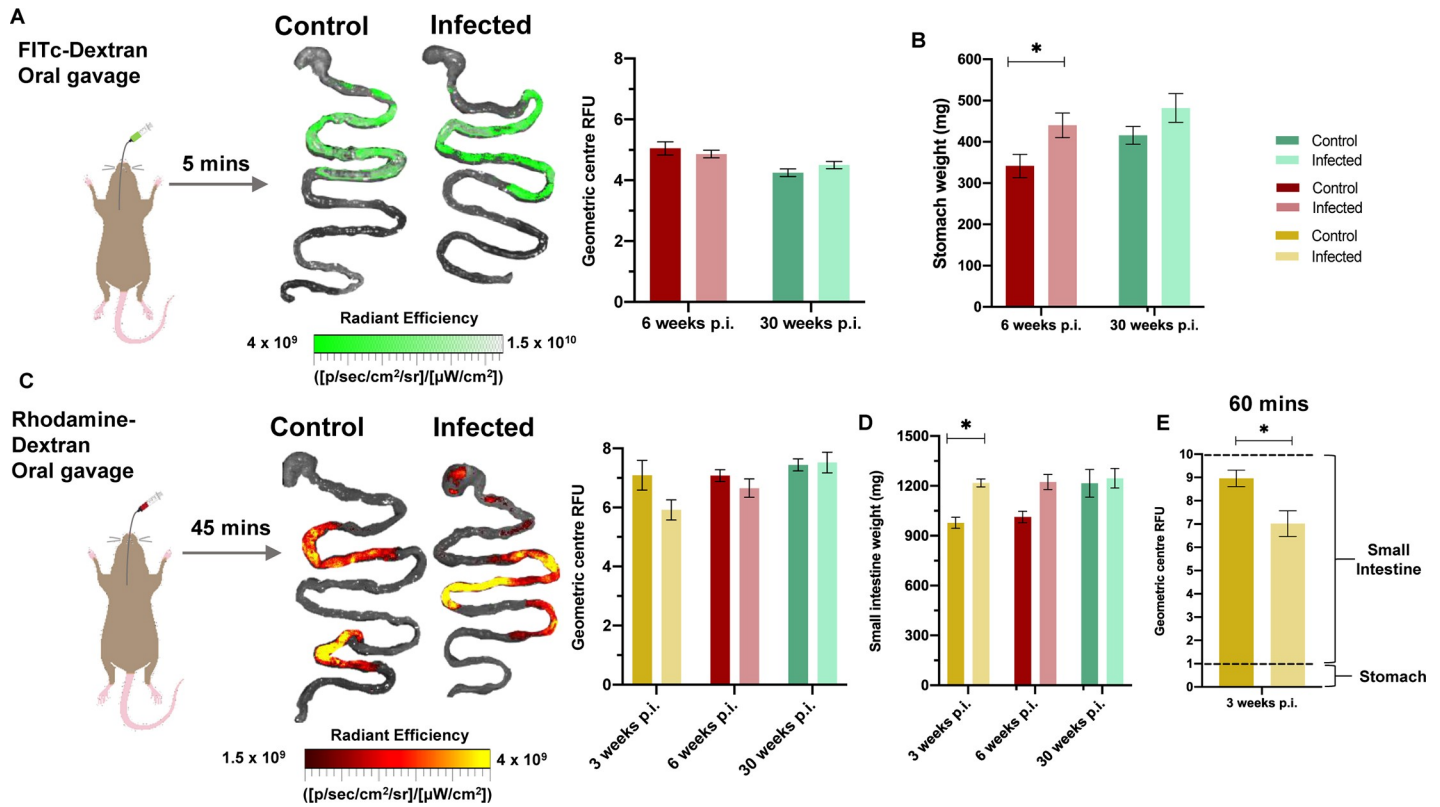 A
FITc-Dextran
Oral gavage
5 mins
Control
Infected
Radiant Efficiency
4 x 10⁹
1.5 x 10¹⁰
([p/sec/cm²/sr]/[µW/cm²])
Geometric centre RFU
8
6
4
2
0
6 weeks p.i.
30 weeks p.i.
B
Stomach weight (mg)
600
500
400
300
200
100
0
*
6 weeks p.i.
30 weeks p.i.
Control
Infected
Control
Infected
Control
Infected
C
Rhodamine-
Dextran
Oral gavage
45 mins
Control
Infected
Radiant Efficiency
1.5 x 10⁹
4 x 10⁹
([p/sec/cm²/sr]/[µW/cm²])
Geometric centre RFU
8
6
4
2
0
3 weeks p.i.
6 weeks p.i.
30 weeks p.i.
D
Small intestine weight (mg)
1500
1200
900
600
300
0
*
3 weeks p.i.
6 weeks p.i.
30 weeks p.i.
E
60 mins
*
Geometric centre RFU
10
9
8
7
6
5
4
3
2
1
0
3 weeks p.i.
Small
Intestine
Stomach